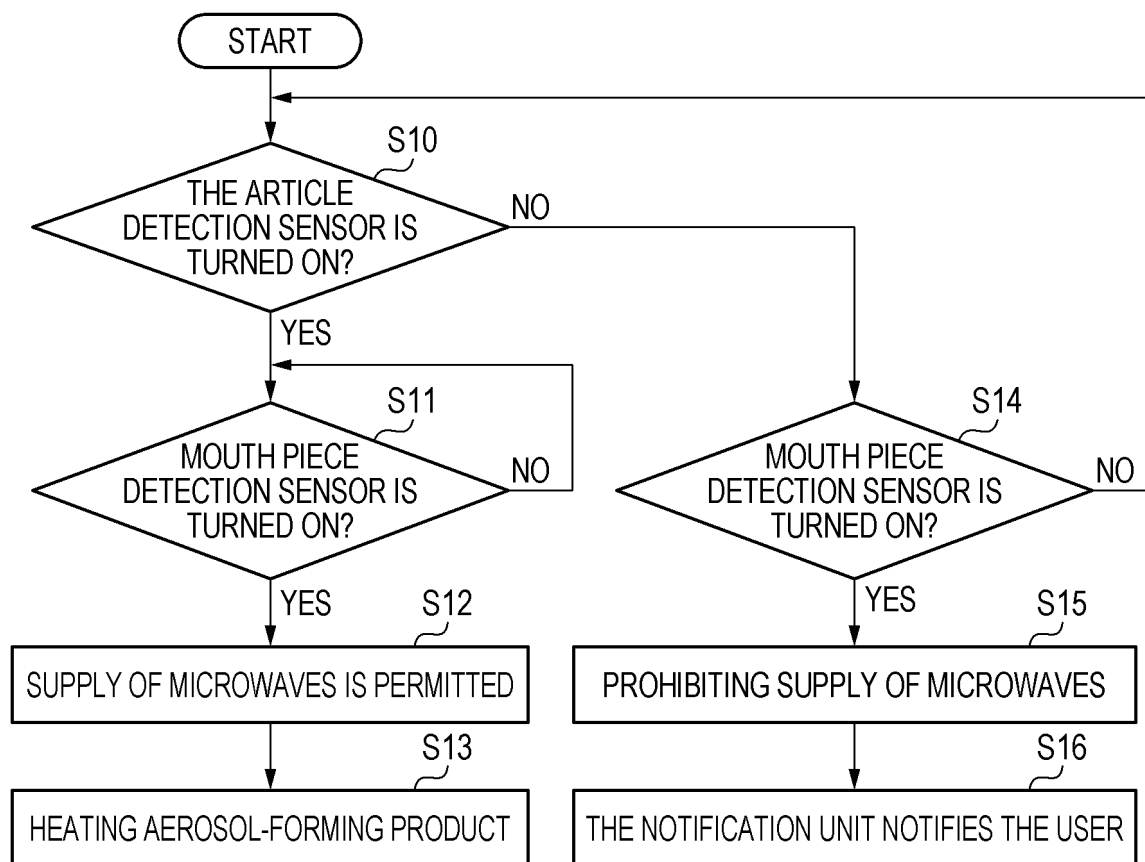 START
S10
THE ARTICLE
DETECTION SENSOR IS
TURNED ON?
NO
YES
S11
MOUTH PIECE
DETECTION SENSOR IS
TURNED ON?
NO
S14
MOUTH PIECE
DETECTION SENSOR IS
TURNED ON?
NO
YES
S12
SUPPLY OF MICROWAVES IS PERMITTED
YES
S15
PROHIBITING SUPPLY OF MICROWAVES
S13
HEATING AEROSOL-FORMING PRODUCT
S16
THE NOTIFICATION UNIT NOTIFIES THE USER